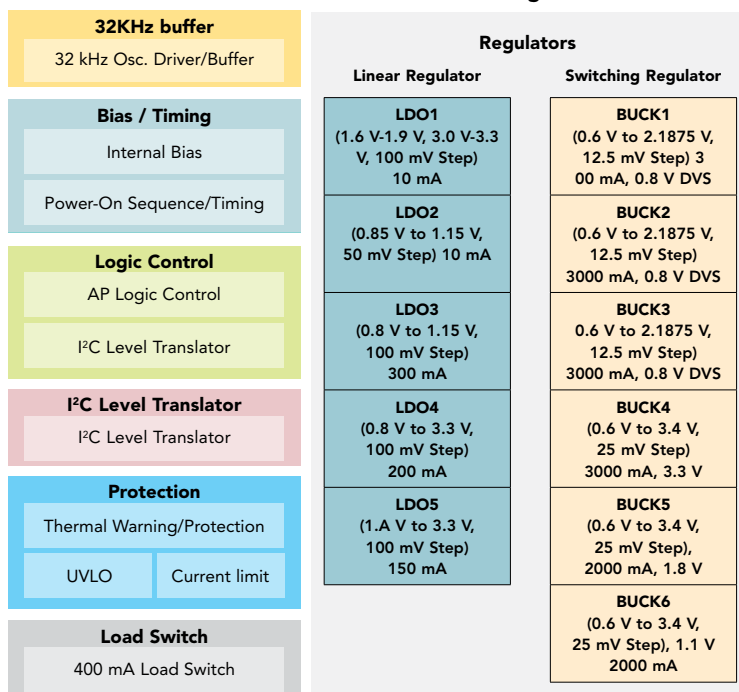 32KHz buffer
32 kHz Osc. Driver/Buffer
Bias / Timing
Internal Bias
Power-On Sequence/Timing
Logic Control
AP Logic Control
I²C Level Translator
I²C Level Translator
I²C Level Translator
Protection
Thermal Warning/Protection
UVLO
Current limit
Load Switch
400 mA Load Switch
Regulators
Linear Regulator
LDO1
(1.6 V-1.9 V, 3.0 V-3.3
V, 100 mV Step)
10 mA
LDO2
(0.85 V to 1.15 V,
50 mV Step) 10 mA
LDO3
(0.8 V to 1.15 V,
100 mV Step)
300 mA
LDO4
(0.8 V to 3.3 V,
100 mV Step)
200 mA
LDO5
(1.A V to 3.3 V,
100 mV Step)
150 mA
Switching Regulator
BUCK1
(0.6 V to 2.1875 V,
12.5 mV Step) 3
00 mA, 0.8 V DVS
BUCK2
(0.6 V to 2.1875 V,
12.5 mV Step)
3000 mA, 0.8 V DVS
BUCK3
0.6 V to 2.1875 V,
12.5 mV Step)
3000 mA, 0.8 V DVS
BUCK4
(0.6 V to 3.4 V,
25 mV Step)
3000 mA, 3.3 V
BUCK5
(0.6 V to 3.4 V,
25 mV Step),
2000 mA, 1.8 V
BUCK6
(0.6 V to 3.4 V,
25 mV Step), 1.1 V
2000 mA